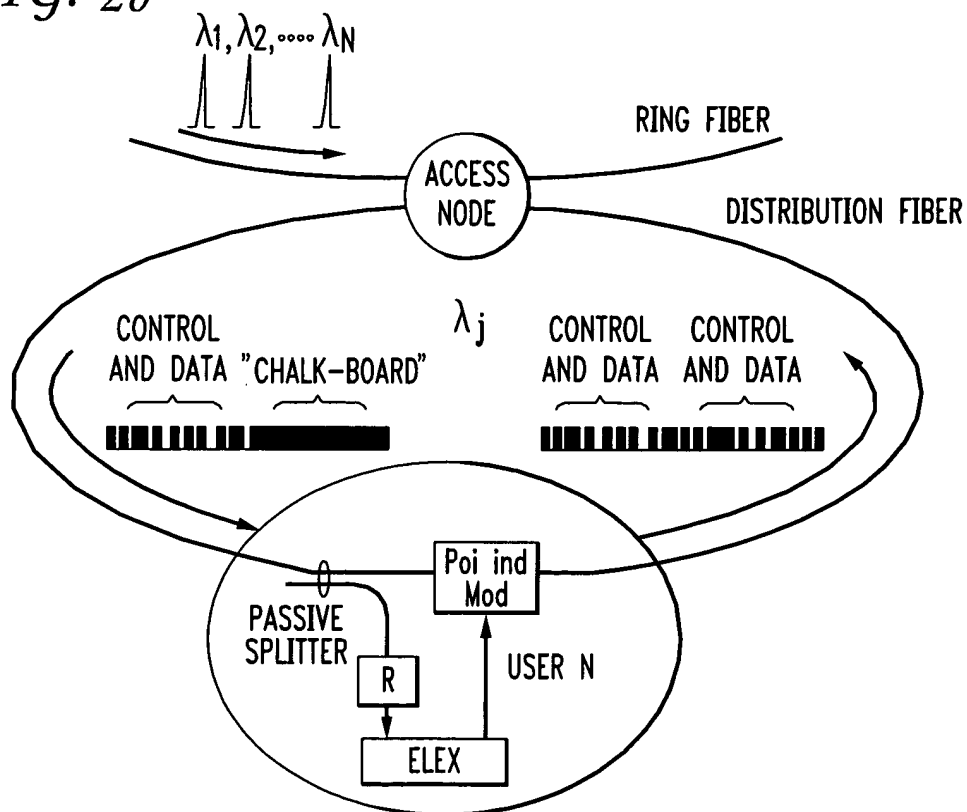 λ1, λ2, ∘∘∘∘ λN
RING FIBER
ACCESS
NODE
DISTRIBUTION FIBER
λj
CONTROL
AND DATA
"CHALK-BOARD"
CONTROL
AND DATA
CONTROL
AND DATA
Poi ind
Mod
PASSIVE
SPLITTER
R
USER N
ELEX